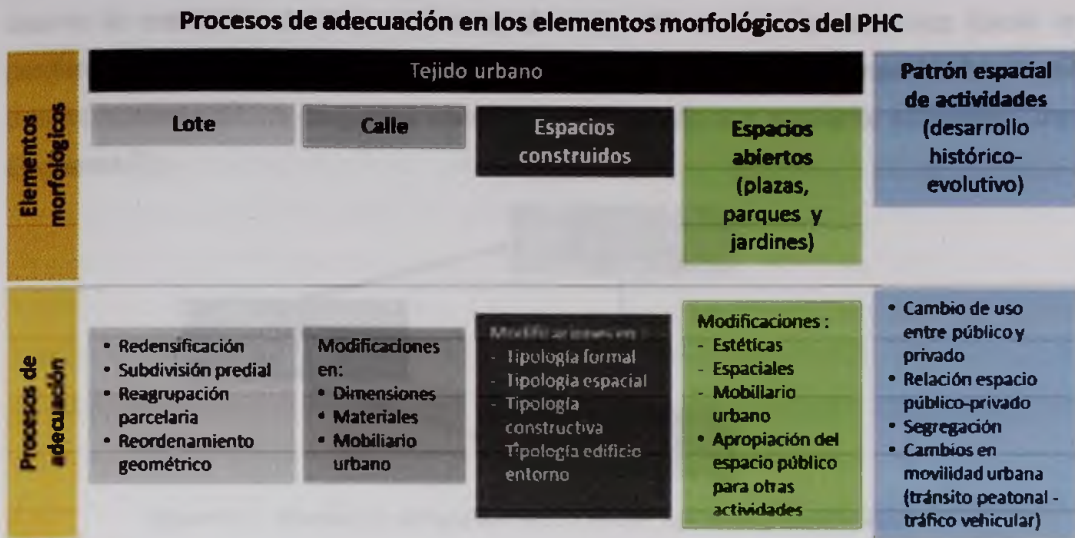 Procesos de adecuación en los elementos morfológicos del PHC
Elementos
morfológicos
Tejido urbano
Lote
Calle
Espacios
construidos
Espacios
abiertos
(plazas,
parques y
jardines)
Patrón espacial
de actividades
(desarrollo
histórico-
evolutivo)
Procesos de
adecuación
• Redensificación
• Subdivisión predial
• Reagrupación
parcelaria
• Reordenamiento
geométrico
Modificaciones
en:
• Dimensiones
• Materiales
• Mobiliario
urbano
Modificaciones en
- Tipología formal
- Tipología espacial
- Tipología
constructiva
Tipología edificio
entorno
Modificaciones :
- Estéticas
- Espaciales
- Mobiliario
urbano
• Apropiación del
espacio público
para otras
actividades
• Cambio de uso
entre público y
privado
• Relación espacio
público-privado
• Segregación
• Cambios en
movilidad urbana
(tránsito peatonal -
tráfico vehicular)